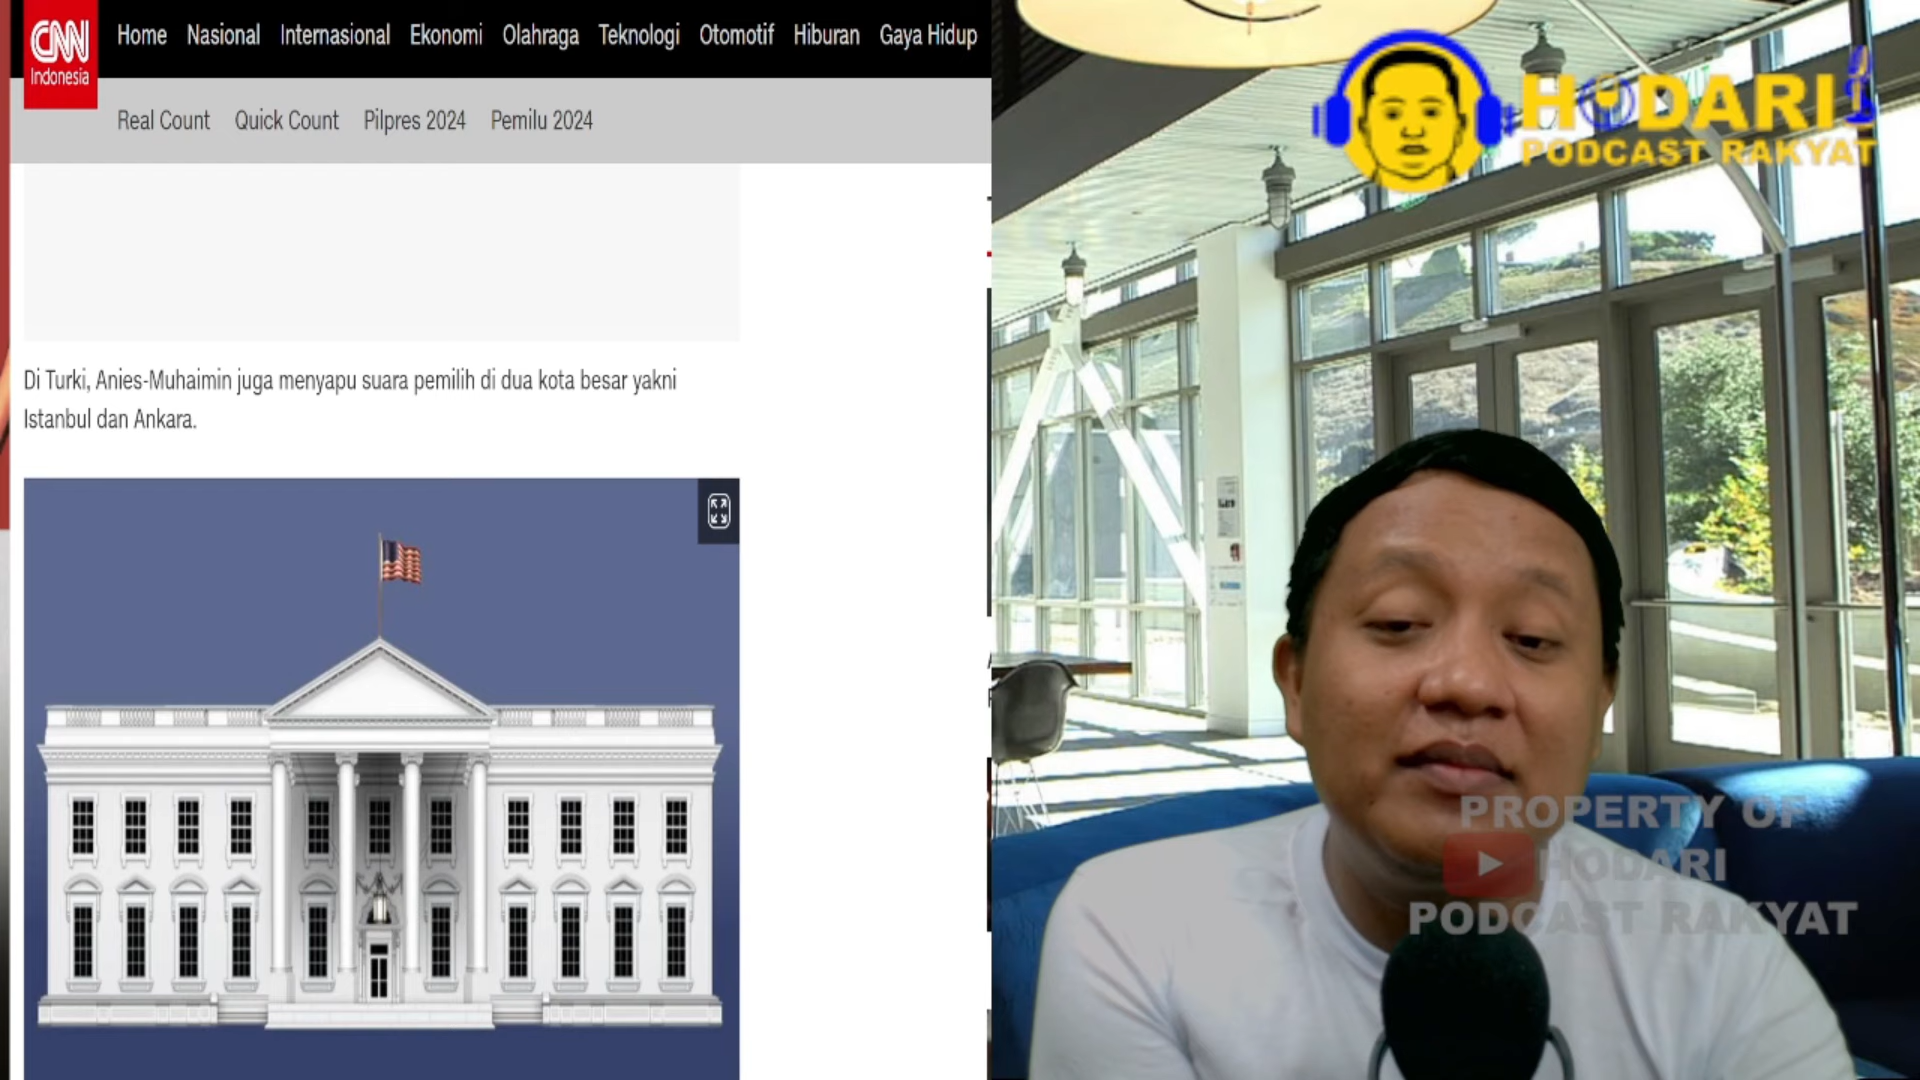 CNN
Indonesia
Home Nasional Internasional Ekonomi Olahraga Teknologi Otomotif Hiburan Gaya Hidup
Real Count Quick Count Pilpres 2024 Pemilu 2024
Di Turki, Anies-Muhaimin juga menyapu suara pemilih di dua kota besar yakni
Istanbul dan Ankara.
HODARI
PODCAST RAKYAT
PROPERTY OF
HODARI
PODCAST RAKYAT